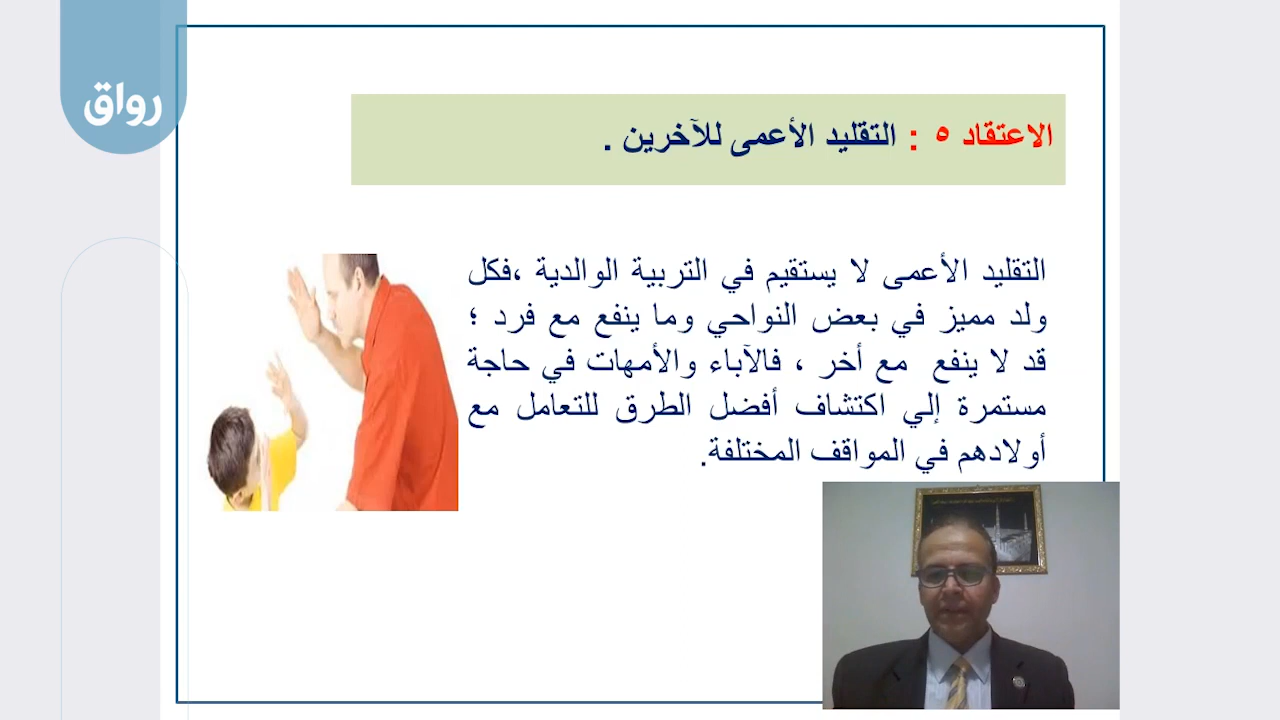 رواق
الاعتقاد ٥ : التقليد الأعمى للآخرين .
التقليد الأعمى لا يستقيم في التربية الوالدية ،فكل
ولد مميز في بعض النواحي وما ينفع مع فرد ؛
قد لا ينفع مع أخر ، فالآباء والأمهات في حاجة
مستمرة إلي اكتشاف أفضل الطرق للتعامل مع
أولادهم في المواقف المختلفة.